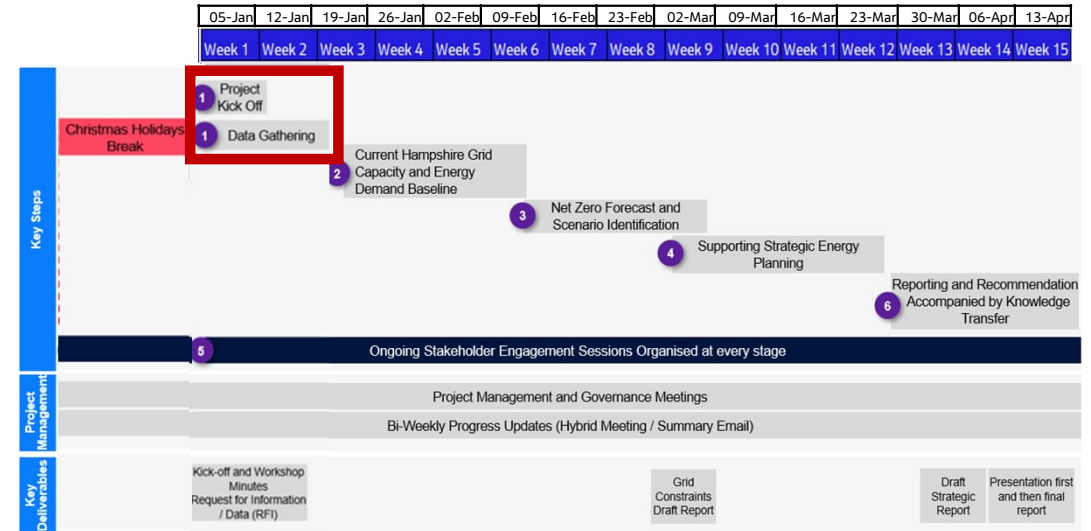 05-Jan 12-Jan 19-Jan 26-Jan 02-Feb 09-Feb 16-Feb 23-Feb 02-Mar 09-Mar 16-Mar 23-Mar 30-Mar 06-Apr 13-Apr
Week 1 Week 2 Week 3 Week 4 Week 5 Week 6 Week 7 Week 8 Week 9 Week 10 Week 11 Week 12 Week 13 Week 14 Week 15
Key Steps
Christmas Holidays
Break
1 Project
Kick Off
1 Data Gathering
2 Current Hampshire Grid
Capacity and Energy
Demand Baseline
3 Net Zero Forecast and
Scenario Identification
4 Supporting Strategic Energy
Planning
6 Reporting and Recommendation
Accompanied by Knowledge
Transfer
5 Ongoing Stakeholder Engagement Sessions Organised at every stage
Project
Management
Project Management and Governance Meetings
Bi-Weekly Progress Updates (Hybrid Meeting / Summary Email)
Key
Deliverables
Kick-off and Workshop
Minutes
Request for Information
/ Data (RFI)
Grid
Constraints
Draft Report
Draft
Strategic
Report
Presentation first
and then final
report